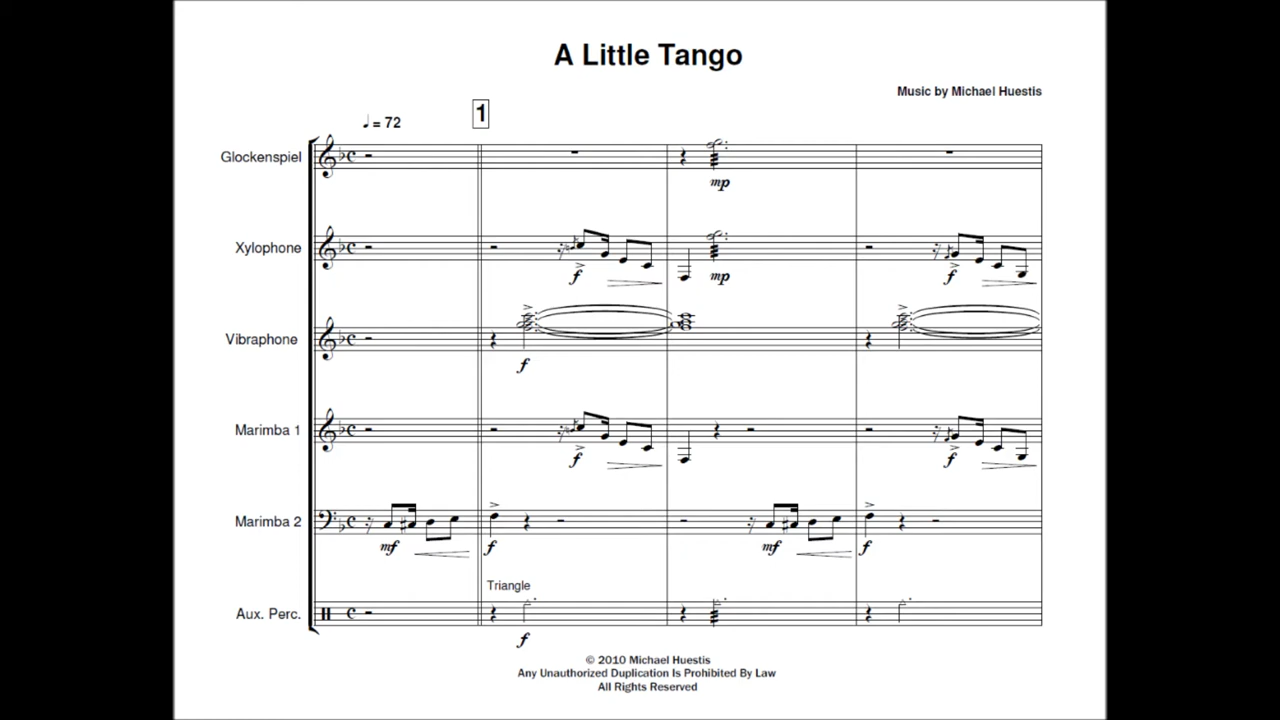 A Little Tango
Music by Michael Huestis
♩ = 72
1
Glockenspiel
mp
Xylophone
f
mp
f
Vibraphone
f
Marimba 1
f
f
Marimba 2
mf
f
mf
f
Triangle
Aux. Perc.
f
© 2010 Michael Huestis
Any Unauthorized Duplication Is Prohibited By Law
All Rights Reserved